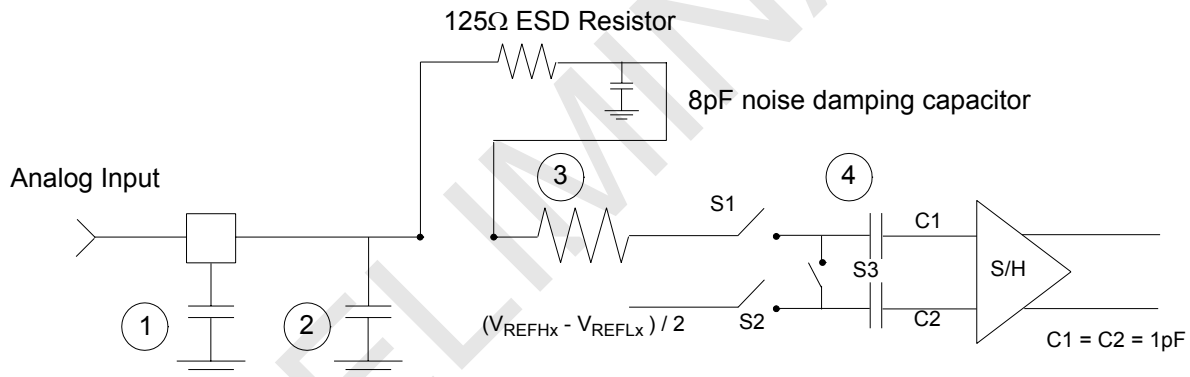 125Ω ESD Resistor
8pF noise damping capacitor
Analog Input
3
4
S1
C1
S3
S/H
1
2
(VREFHx - VREFLx) / 2
S2
C2
C1 = C2 = 1pF